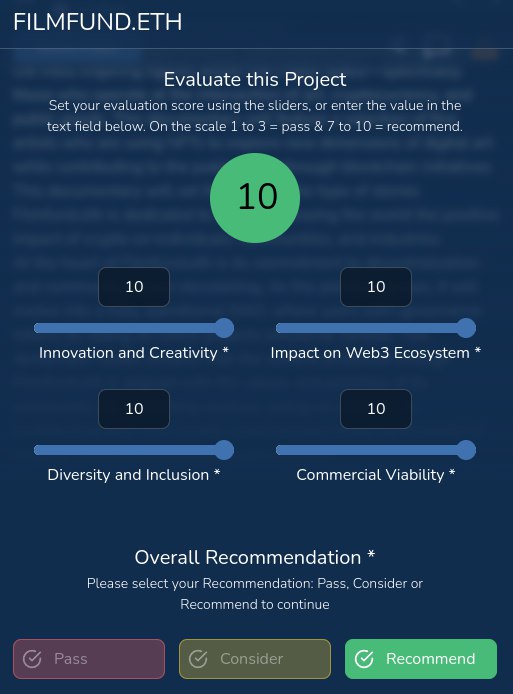 FILMFUND.ETH
Evaluate this Project
Set your evaluation score using the sliders, or enter the value in the
text field below. On the scale 1 to 3 = pass & 7 to 10 = recommend.
10
10 10
Innovation and Creativity * Impact on Web3 Ecosystem *
10 10
Diversity and Inclusion * Commercial Viability *
Overall Recommendation *
Please select your Recommendation: Pass, Consider or
Recommend to continue
Pass Consider Recommend